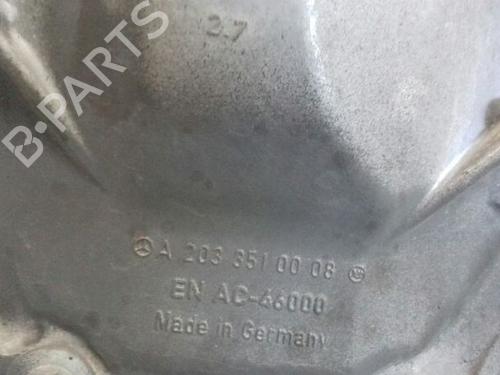 2.7
B-PARTS
A 203 351 00 08
EN AC-46000
Made in Germany